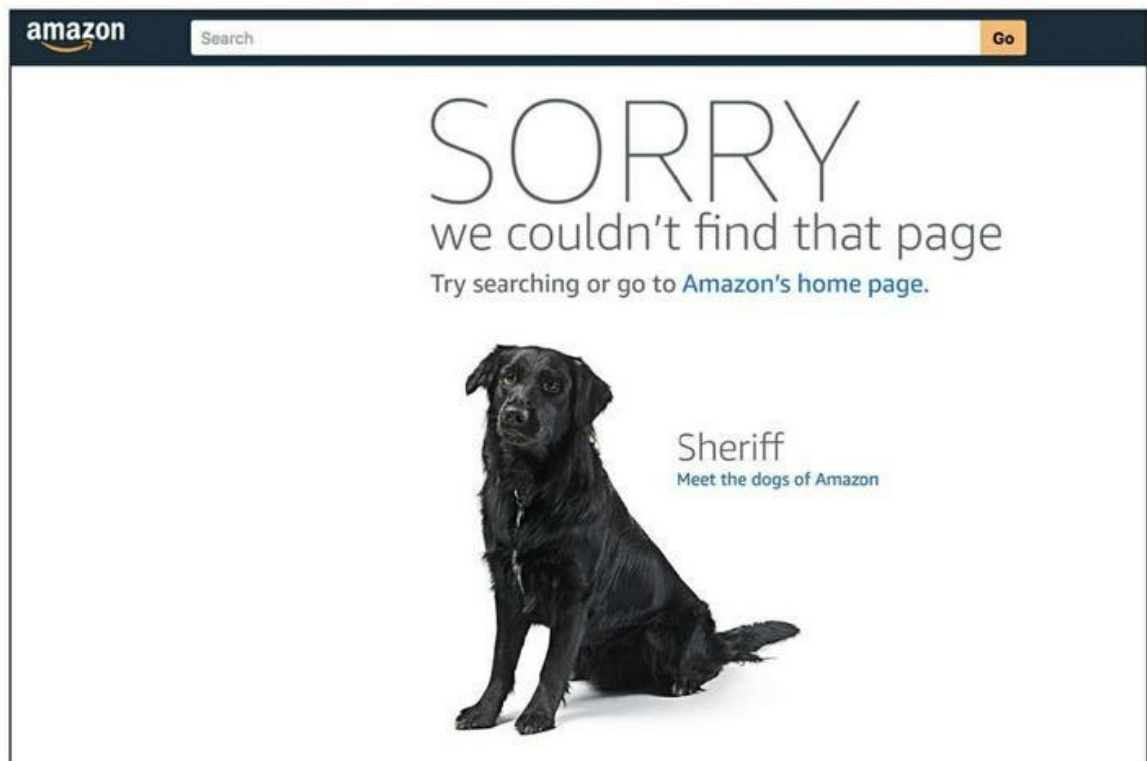 amazon
Search
Go
SORRY
we couldn't find that page
Try searching or go to Amazon's home page.
Sheriff
Meet the dogs of Amazon